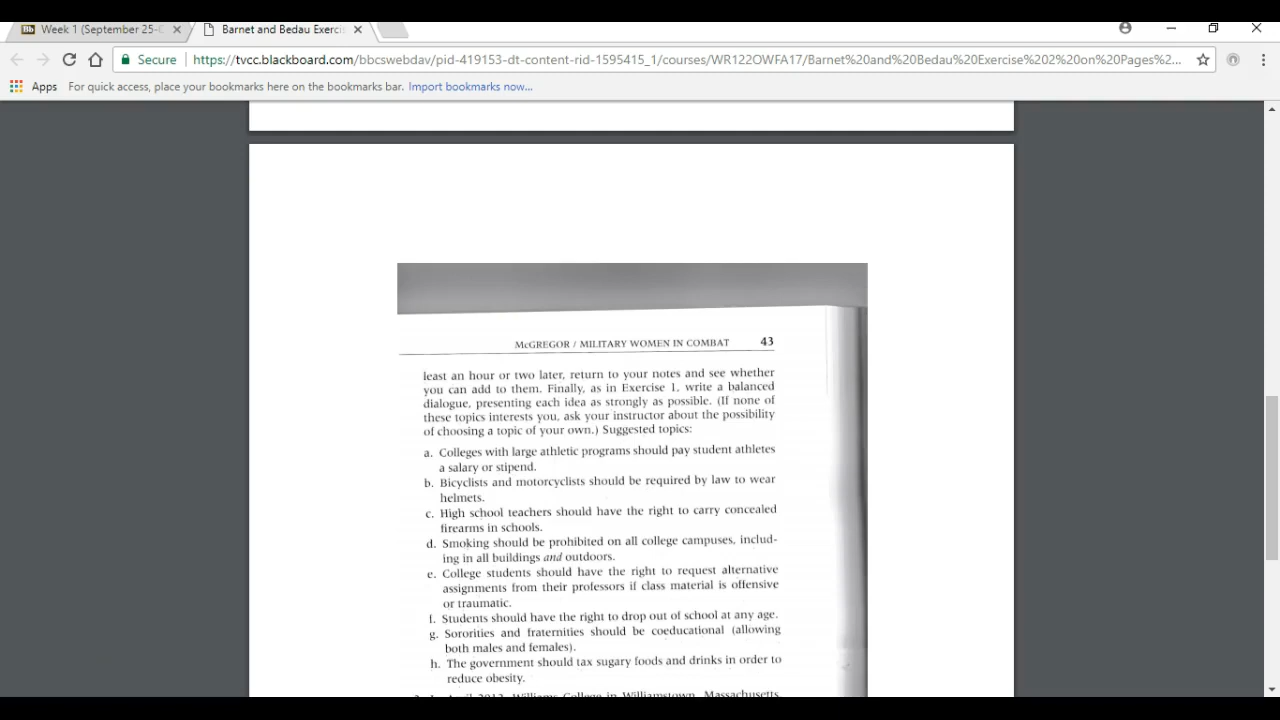 Week 1 (September 25-
Barnet and Bedau Exerci
Secure
https://tvcc.blackboard.com/bbcswebdav/pid-419153-dt-content-rid-1595415_1/courses/WR122OWFA17/Barnet%20and%20Bedau%20Exercise%202%20on%20Pages%2...
Apps For quick access, place your bookmarks here on the bookmarks bar. Import bookmarks now...
McGREGOR / MILITARY WOMEN IN COMBAT 43
least an hour or two later, return to your notes and see whether
you can add to them. Finally, as in Exercise 1, write a balanced
dialogue, presenting each idea as strongly as possible. (If none of
these topics interests you, ask your instructor about the possibility
of choosing a topic of your own.) Suggested topics:
a. Colleges with large athletic programs should pay student athletes
a salary or stipend.
b. Bicyclists and motorcyclists should be required by law to wear
helmets.
c. High school teachers should have the right to carry concealed
firearms in schools.
d. Smoking should be prohibited on all college campuses, includ-
ing in all buildings and outdoors.
e. College students should have the right to request alternative
assignments from their professors if class material is offensive
or traumatic.
f. Students should have the right to drop out of school at any age.
g. Sororities and fraternities should be coeducational (allowing
both males and females).
h. The government should tax sugary foods and drinks in order to
reduce obesity.
April 2013, Williams College in Williamstown, Massachusetts,